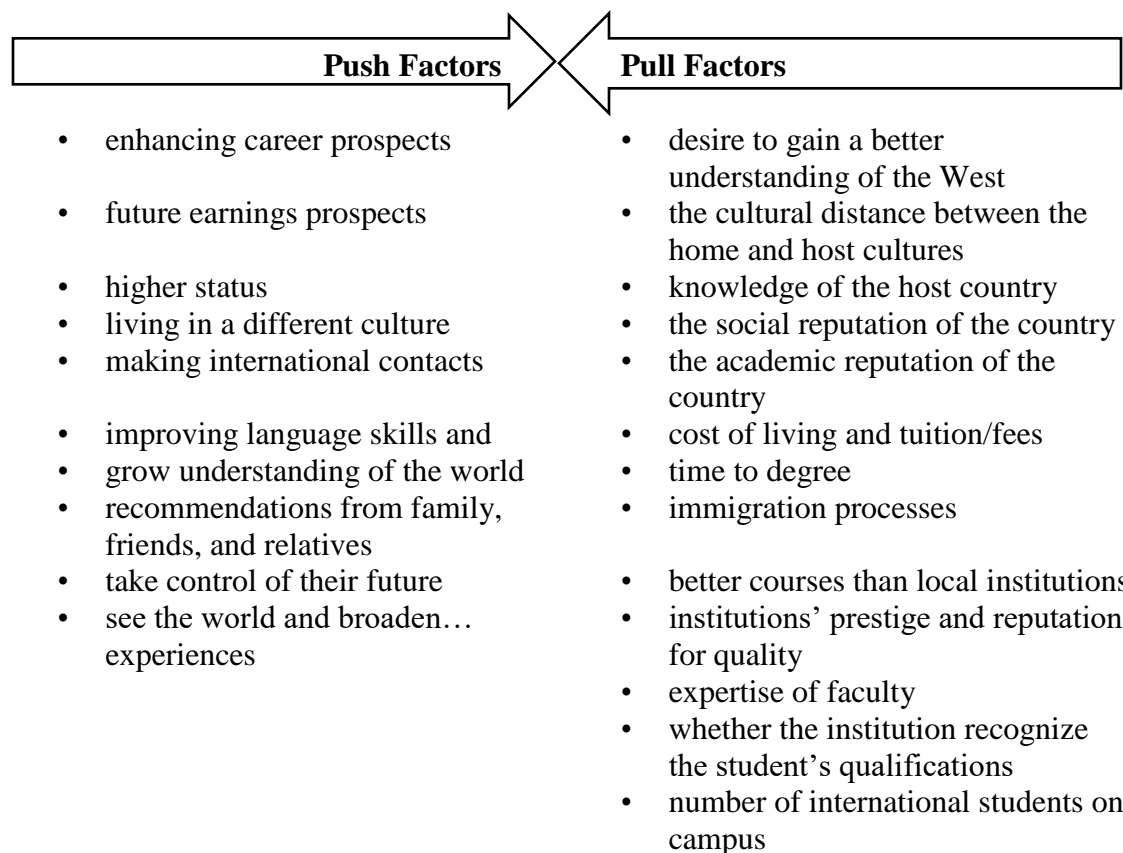 Push Factors
Pull Factors
• enhancing career prospects
• future earnings prospects
• higher status
• living in a different culture
• making international contacts
• improving language skills and
• grow understanding of the world
• recommendations from family,
friends, and relatives
• take control of their future
• see the world and broaden…
experiences
• desire to gain a better
understanding of the West
• the cultural distance between the
home and host cultures
• knowledge of the host country
• the social reputation of the country
• the academic reputation of the
country
• cost of living and tuition/fees
• time to degree
• immigration processes
• better courses than local institutions
• institutions’ prestige and reputation
for quality
• expertise of faculty
• whether the institution recognize
the student’s qualifications
• number of international students on
campus